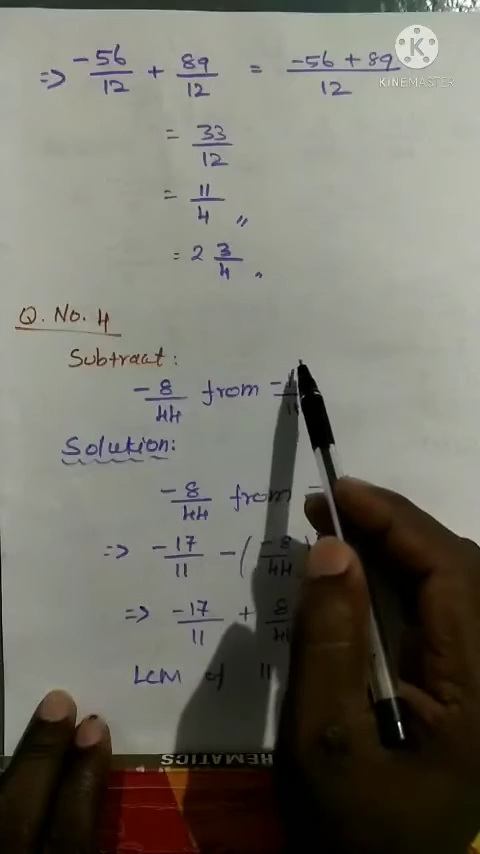 ⇒ -56/12 + 89/12 = -56 + 89/12
= 33/12
= 11/4 "
= 2 3/4 "
Q. No. 4
Subtract:
-8/44 from
Solution:
-8/44 from -
⇒ -17/11 - (-8/44
⇒ -17/11 + 8/
LCM of 11
HEMATICS
KINEMASTER